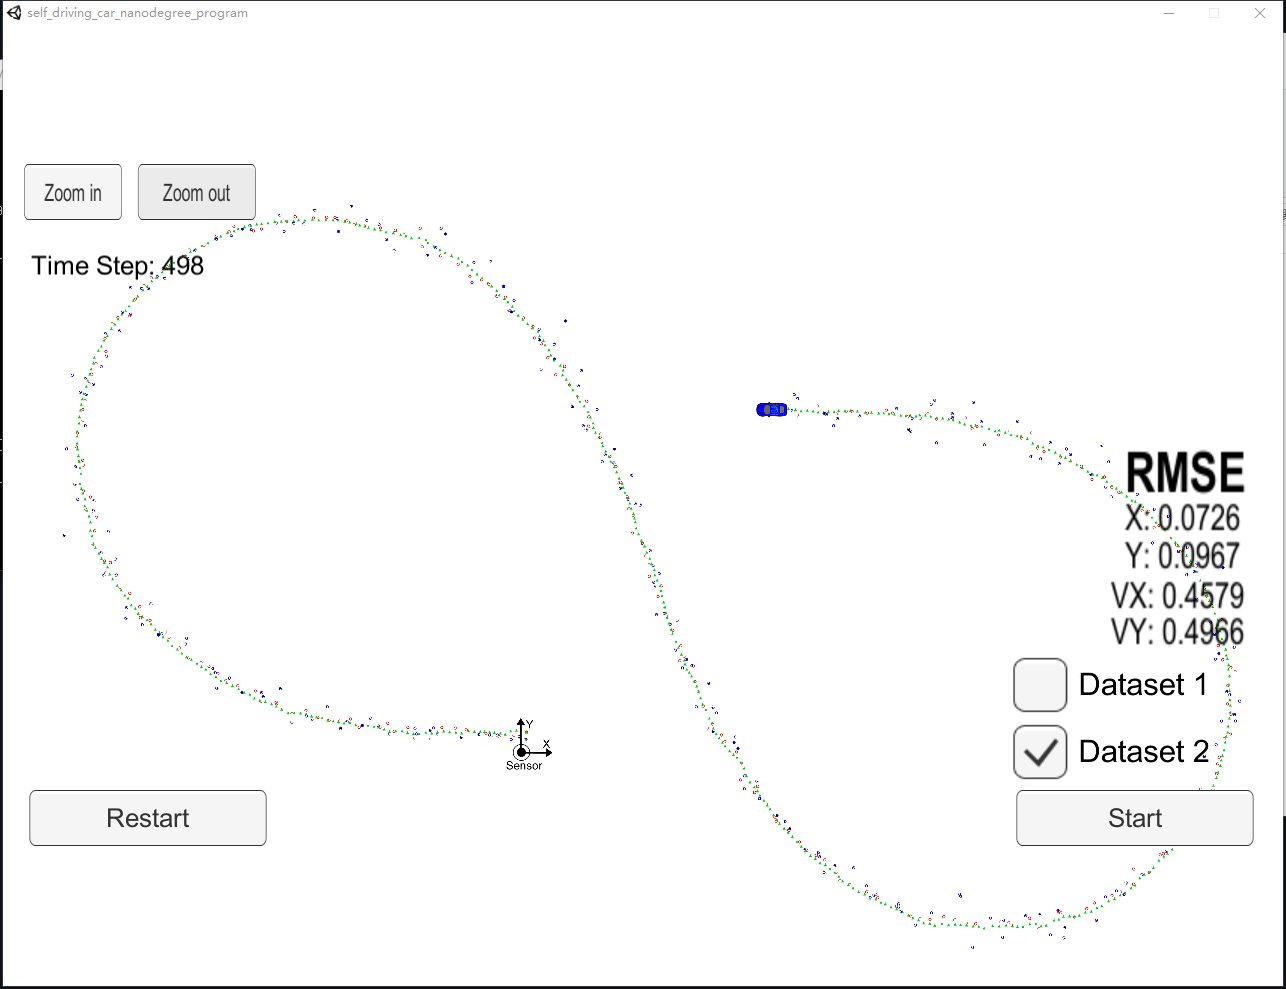 self_driving_car_nanodegree_program
Zoom in
Zoom out
Time Step: 498
RMSE
X: 0.0726
Y: 0.0967
VX: 0.4579
VY: 0.4966
Dataset 1
Y
X
Sensor
Dataset 2
Restart
Start